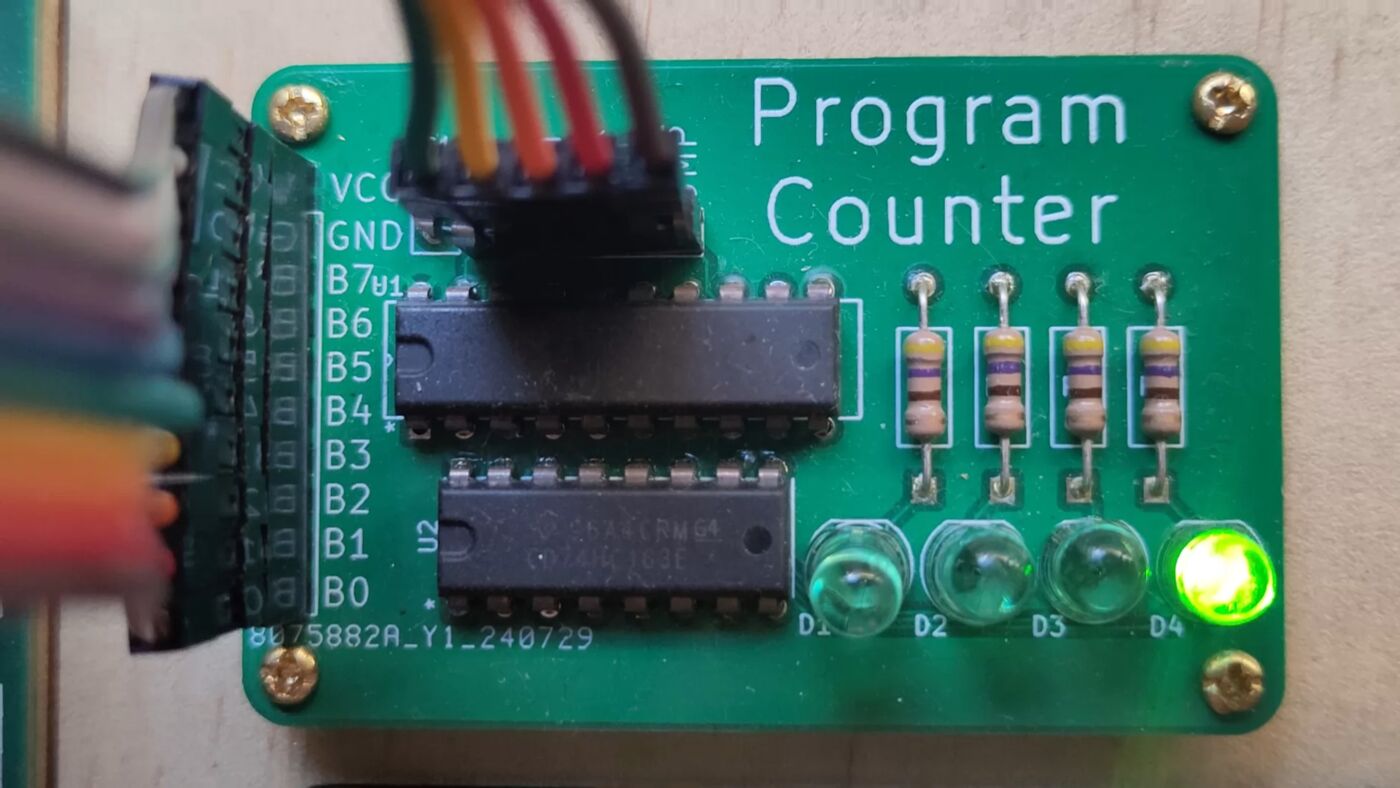 Program
Counter
MP
VCC
GND
B7
U1
B6
B5
B4
B3
B2
B1
B0
U2
CD74HC163E
D1
D2
D3
D4
8075882A_Y1_240729